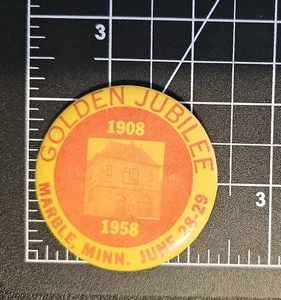 3
GOLDEN JUBILEE
1908
1958
MARBLE, MINN. JUNE 28-29
3